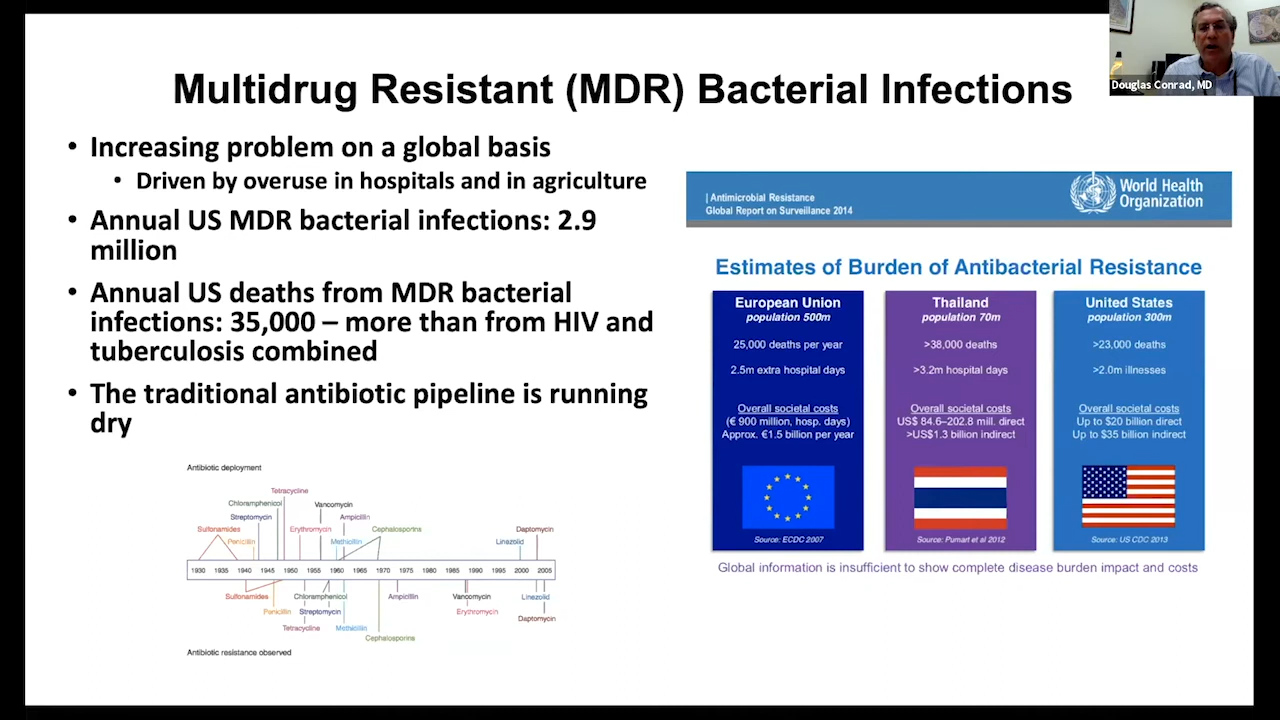 Multidrug Resistant (MDR) Bacterial Infections
Douglas Conrad, MD
• Increasing problem on a global basis
• Driven by overuse in hospitals and in agriculture
• Annual US MDR bacterial infections: 2.9
million
• Annual US deaths from MDR bacterial
infections: 35,000 – more than from HIV and
tuberculosis combined
• The traditional antibiotic pipeline is running
dry
Antibiotic deployment
Tetracycline
Chloramphenicol
Vancomycin
Streptomycin
Ampicillin
Sulfonamides
Erythromycin
Cephalosporins
Daptomycin
Penicillin
Methicillin
Linezolid
1930 1935 1940 1945 1950 1955 1960 1965 1970 1975 1980 1985 1990 1995 2000 2005
Sulfonamides
Chloramphenicol
Ampicillin
Vancomycin
Linezolid
Penicillin
Streptomycin
Erythromycin
Daptomycin
Tetracycline
Methicillin
Cephalosporins
Antibiotic resistance observed
| Antimicrobial Resistance
Global Report on Surveillance 2014
World Health
Organization
Estimates of Burden of Antibacterial Resistance
European Union
population 500m
25,000 deaths per year
2.5m extra hospital days
Overall societal costs
(€ 900 million, hosp. days)
Approx. €1.5 billion per year
Source: ECDC 2007
Thailand
population 70m
>38,000 deaths
>3.2m hospital days
Overall societal costs
US$ 84.6–202.8 mill. direct
>US$1.3 billion indirect
Source: Pumart et al 2012
United States
population 300m
>23,000 deaths
>2.0m illnesses
Overall societal costs
Up to $20 billion direct
Up to $35 billion indirect
Source: US CDC 2013
Global information is insufficient to show complete disease burden impact and costs